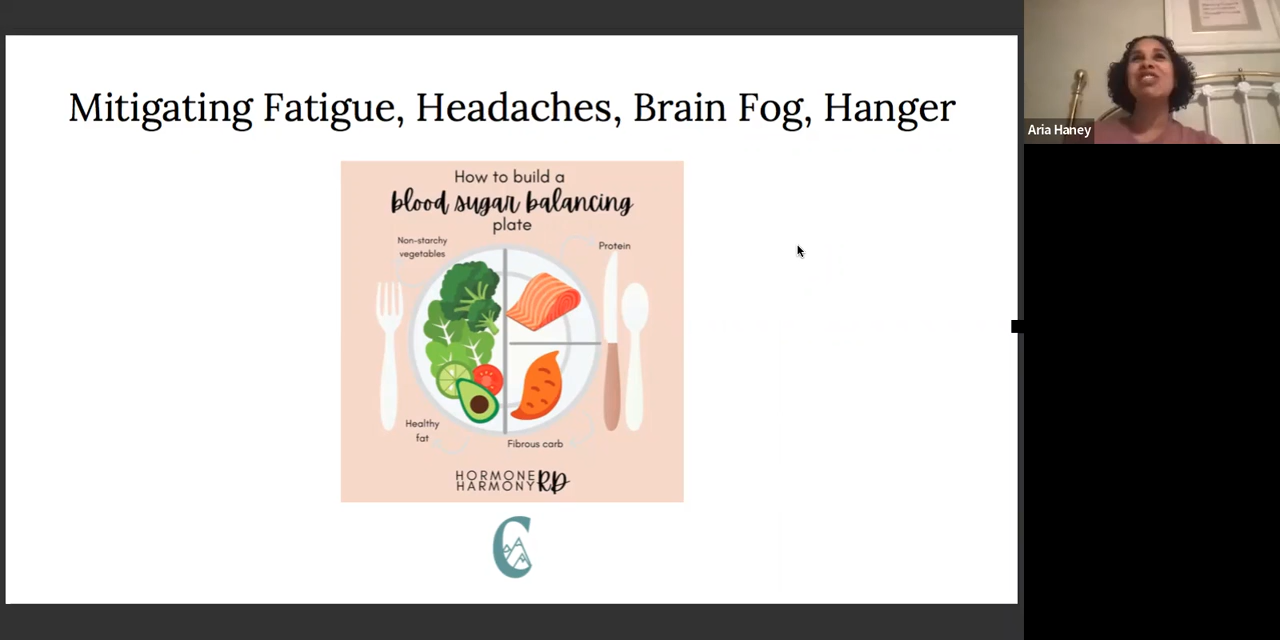 Mitigating Fatigue, Headaches, Brain Fog, Hanger
How to build a
blood sugar balancing
plate
Non-starchy
vegetables
Protein
Healthy
fat
Fibrous carb
HORMONE
HARMONY RD
Aria Haney